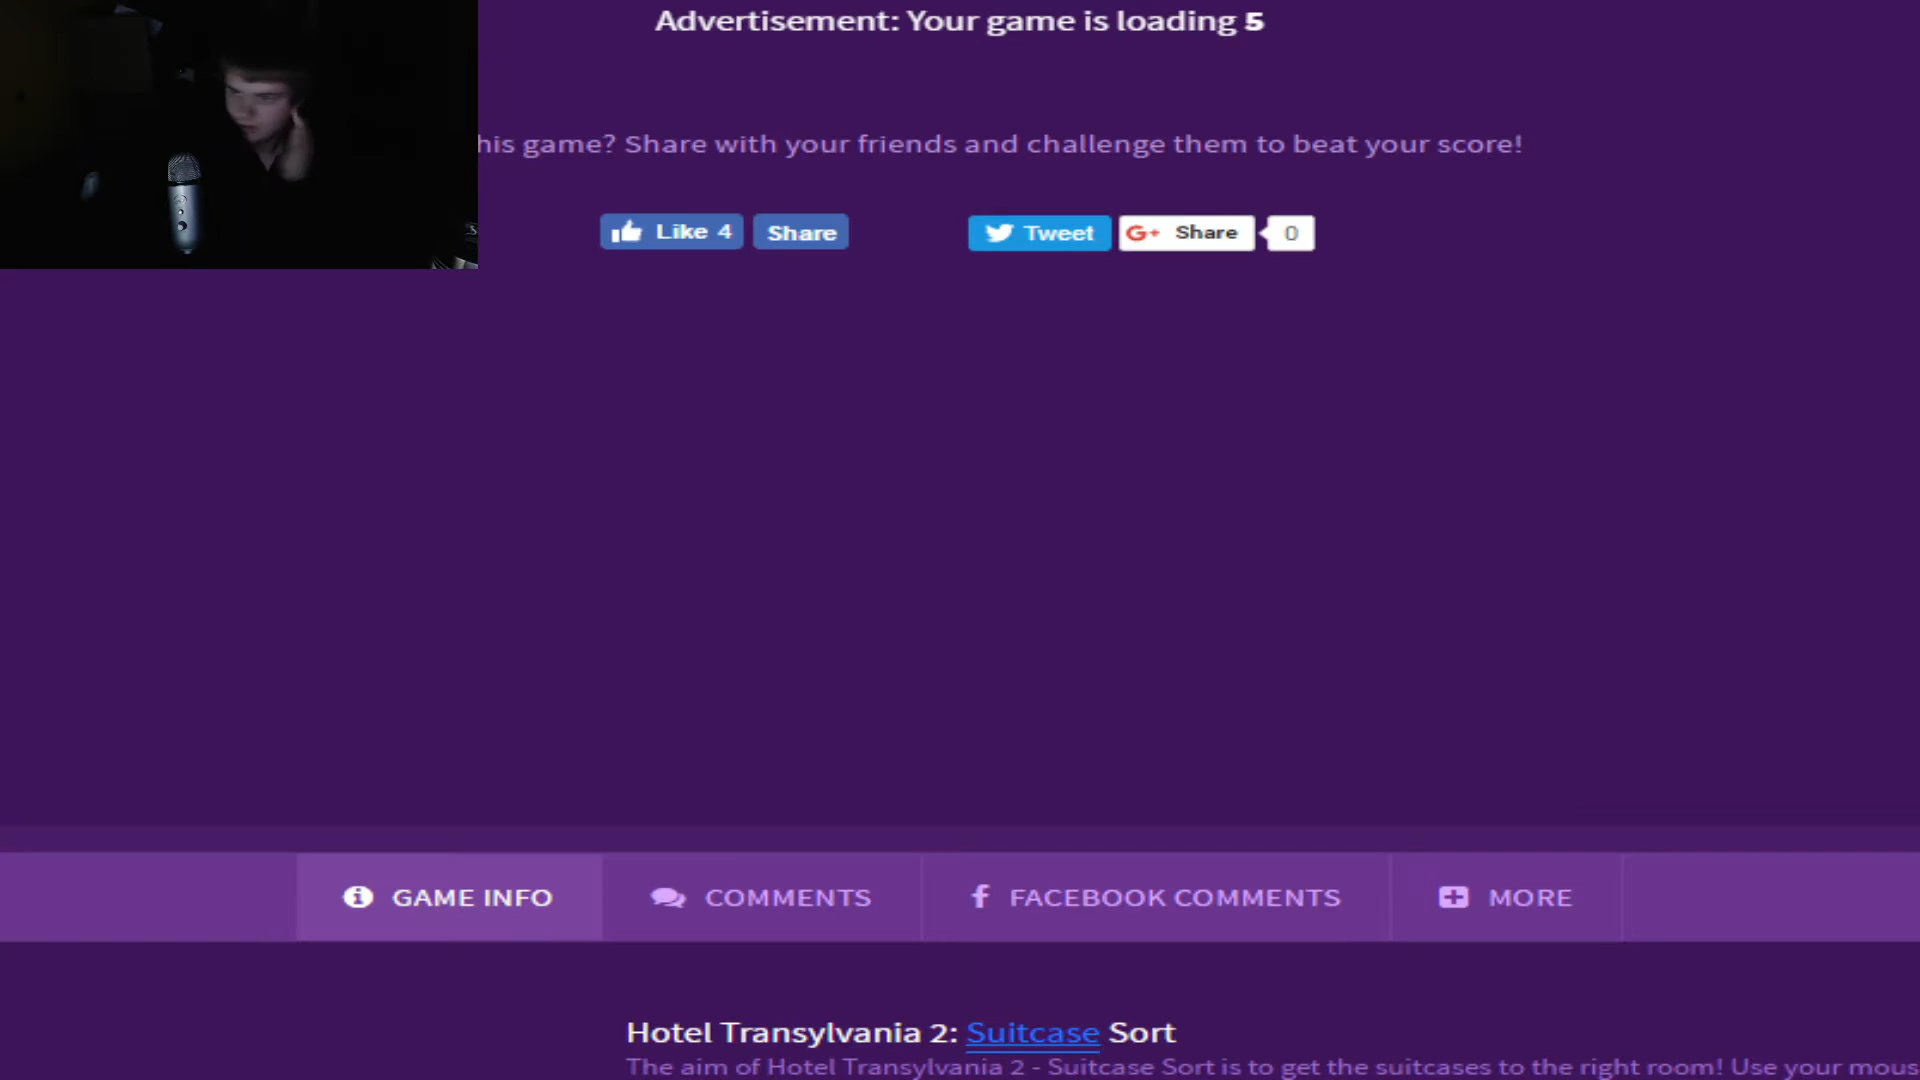 Advertisement: Your game is loading 5
his game? Share with your friends and challenge them to beat your score!
Like 4 Share Tweet G+ Share 0
GAME INFO COMMENTS f FACEBOOK COMMENTS MORE
Hotel Transylvania 2: Suitcase Sort
The aim of Hotel Transylvania 2 - Suitcase Sort is to get the suitcases to the right room! Use your mous